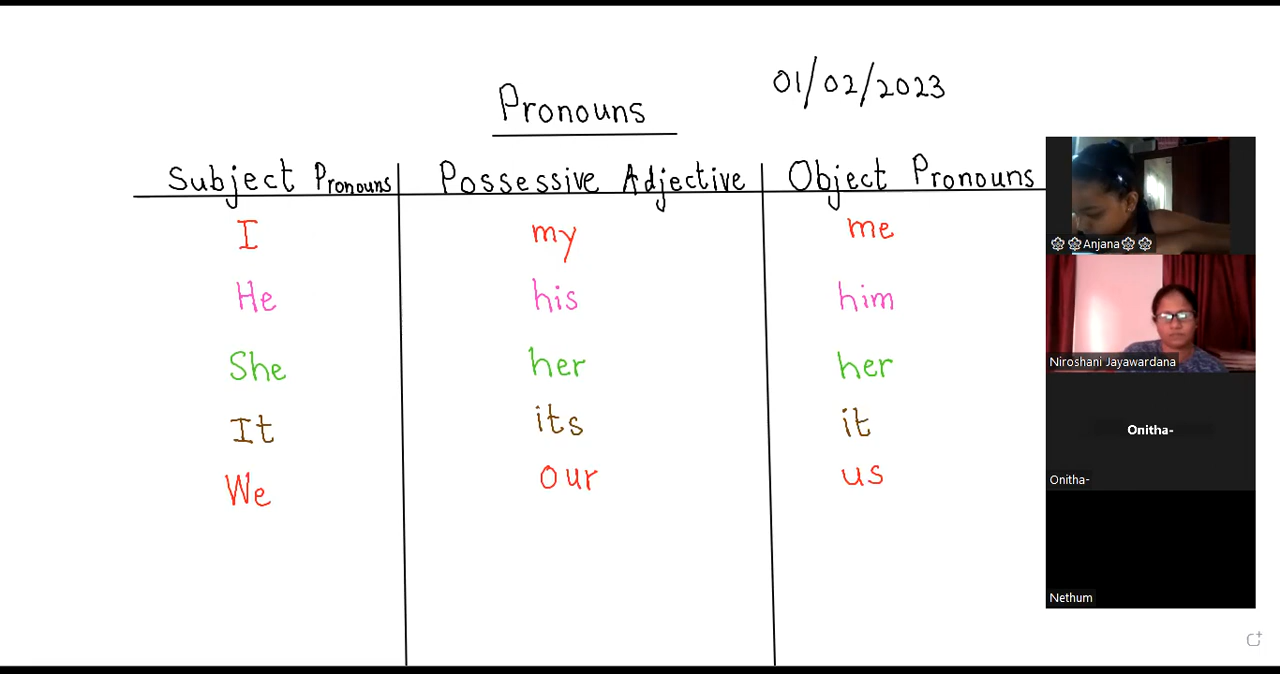 Pronouns 01/02/2023
Subject Pronouns Possessive Adjective Object Pronouns
I my me
He his him
She her her
It its it
We our us
🏵🏵Anjana🏵🏵
Niroshani Jayawardana
Onitha-
Onitha-
Nethum